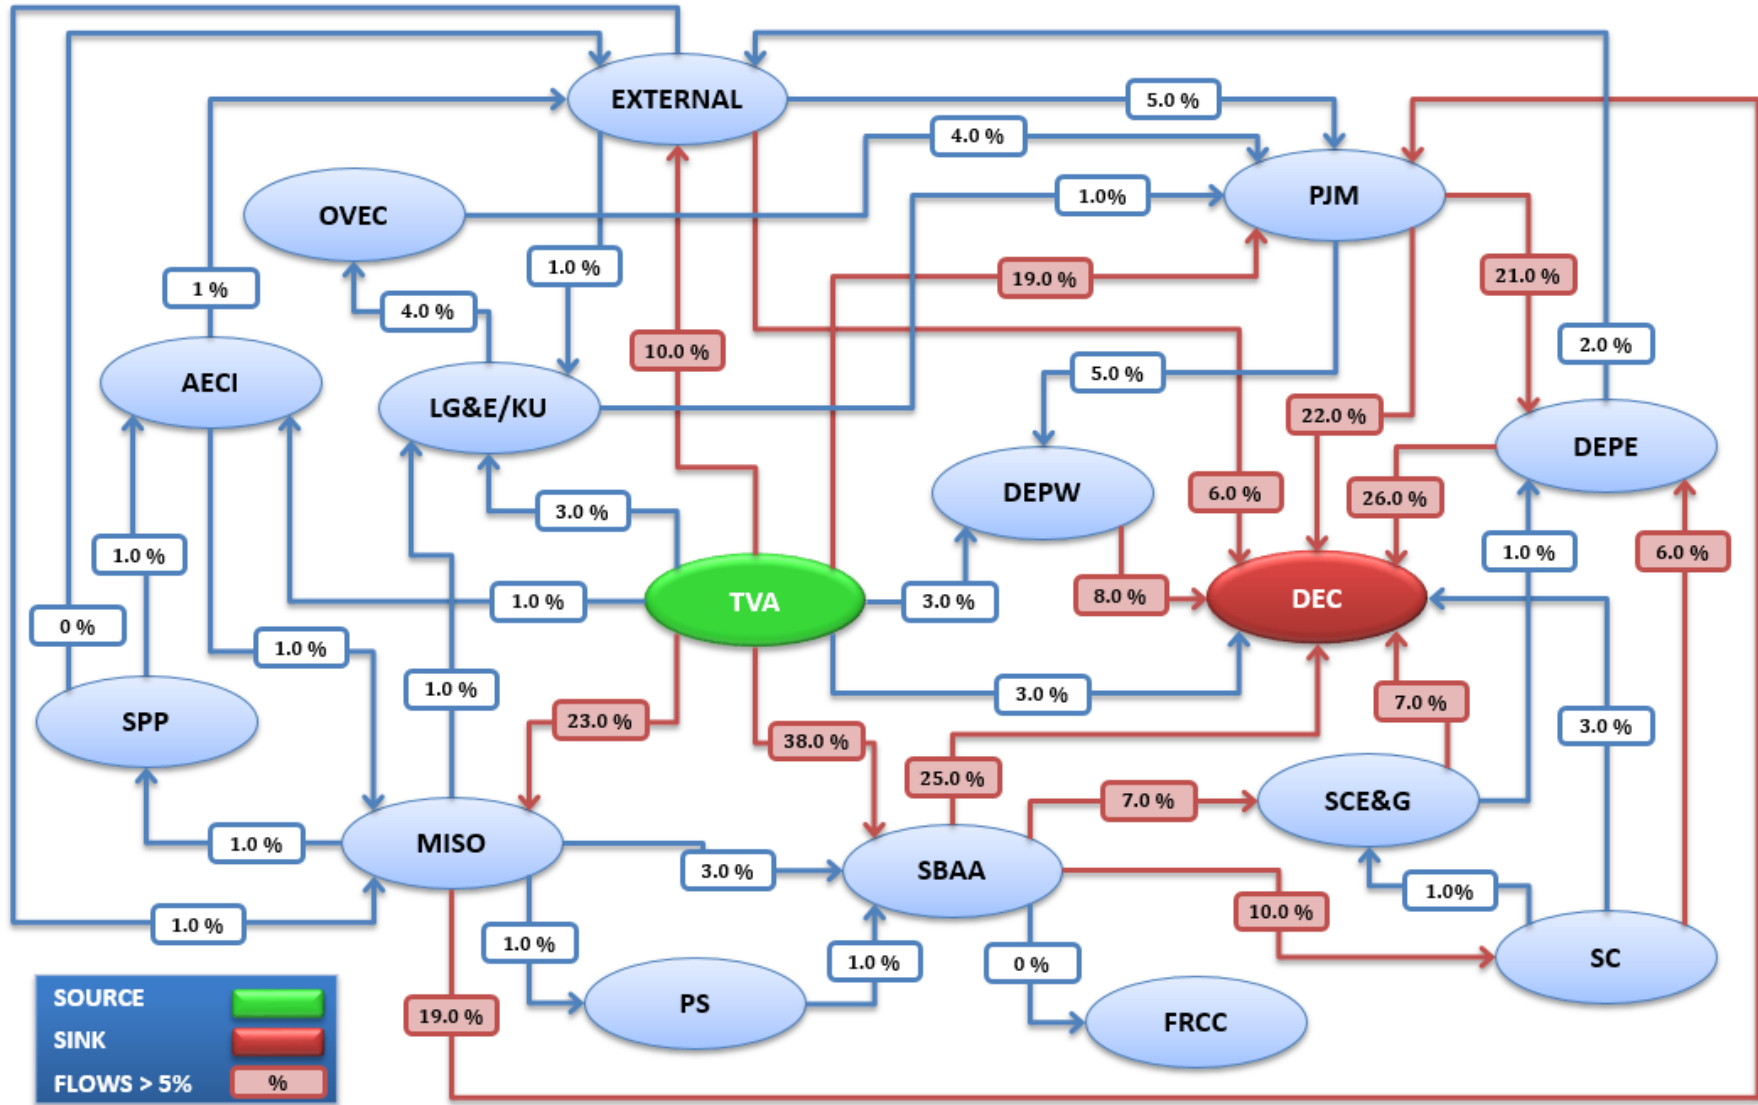 EXTERNAL
5.0 %
4.0 %
OVEC
1.0%
PJM
1.0 %
19.0 %
21.0 %
1 %
4.0 %
10.0 %
5.0 %
2.0 %
AECI
LG&E/KU
22.0 %
DEPE
DEPW
6.0 %
26.0 %
3.0 %
1.0 %
1.0 %
6.0 %
1.0 %
TVA
3.0 %
8.0 %
DEC
0 %
1.0 %
1.0 %
3.0 %
7.0 %
SPP
23.0 %
38.0 %
3.0 %
25.0 %
7.0 %
SCE&G
1.0 %
MISO
3.0 %
SBAA
1.0%
1.0 %
10.0 %
1.0 %
1.0 %
0 %
SC
SOURCE
PS
19.0 %
FRCC
SINK
FLOWS > 5%
%